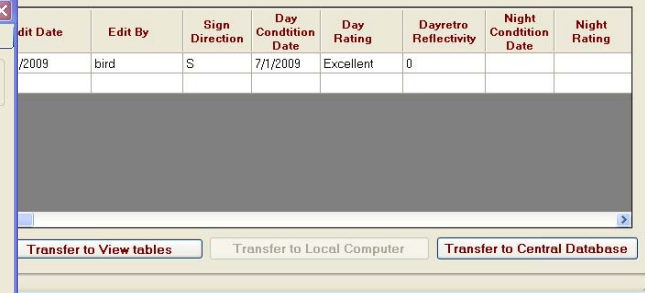 dit Date Edit By Sign Direction Day Condtition Date Day Rating Dayretro Reflectivity Night Condtition Date Night Rating
/2009 bird S 7/1/2009 Excellent 0
Transfer to View tables Transfer to Local Computer Transfer to Central Database